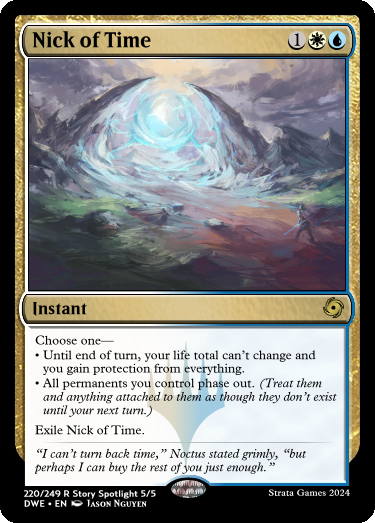 Nick of Time 1
Instant
Choose one—
• Until end of turn, your life total can't change and
you gain protection from everything.
• All permanents you control phase out. (Treat them
and anything attached to them as though they don't exist
until your next turn.)
Exile Nick of Time.
"I can't turn back time," Noctus stated grimly, "but
perhaps I can buy the rest of you just enough."
220/249 R Story Spotlight 5/5
DWE • EN Jason Nguyen
Strata Games 2024